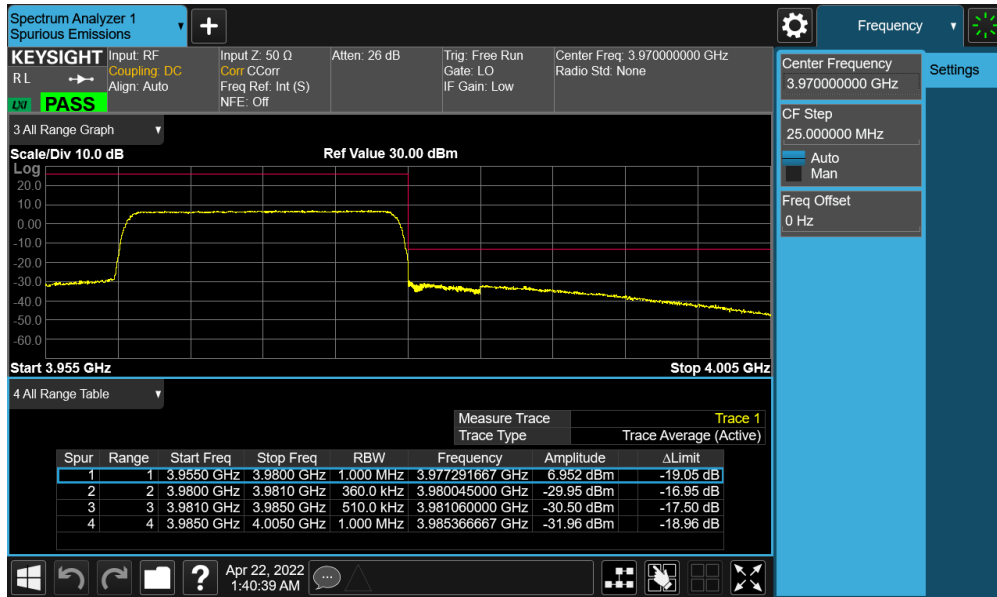 Spectrum Analyzer 1
Spurious Emissions
Frequency
KEYSIGHT
R L
LXI
PASS
Input: RF
Coupling: DC
Align: Auto
Input Z: 50 Ω
Corr CCorr
Freq Ref: Int (S)
NFE: Off
Atten: 26 dB
Trig: Free Run
Gate: LO
IF Gain: Low
Center Freq: 3.970000000 GHz
Radio Std: None
Center Frequency
3.970000000 GHz
Settings
CF Step
25.000000 MHz
Auto
Man
Freq Offset
0 Hz
3 All Range Graph
Scale/Div 10.0 dB
Ref Value 30.00 dBm
Log
20.0
10.0
0.00
-10.0
-20.0
-30.0
-40.0
-50.0
-60.0
Start 3.955 GHz
Stop 4.005 GHz
4 All Range Table
Measure Trace Trace 1
Trace Type Trace Average (Active)
Spur Range Start Freq Stop Freq RBW Frequency Amplitude ΔLimit
1 1 3.9550 GHz 3.9800 GHz 1.000 MHz 3.977291667 GHz 6.952 dBm -19.05 dB
2 2 3.9800 GHz 3.9810 GHz 360.0 kHz 3.980045000 GHz -29.95 dBm -16.95 dB
3 3 3.9810 GHz 3.9850 GHz 510.0 kHz 3.981060000 GHz -30.50 dBm -17.50 dB
4 4 3.9850 GHz 4.0050 GHz 1.000 MHz 3.985366667 GHz -31.96 dBm -18.96 dB
?
Apr 22, 2022
1:40:39 AM